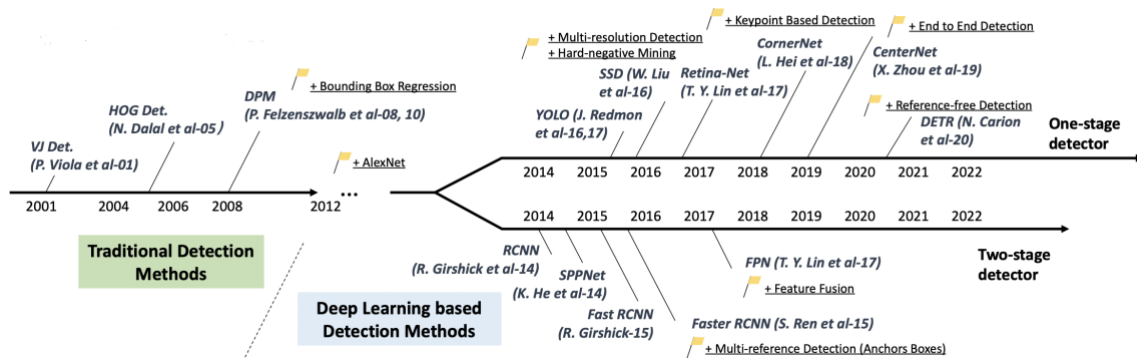 + Keypoint Based Detection
+ End to End Detection
+ Multi-resolution Detection
+ Hard-negative Mining
CornerNet
(L. Hei et al-18)
CenterNet
(X. Zhou et al-19)
SSD (W. Liu
et al-16)
Retina-Net
(T. Y. Lin et al-17)
+ Bounding Box Regression
DPM
(P. Felzenszwalb et al-08, 10)
HOG Det.
(N. Dalal et al-05)
YOLO (J. Redmon
et al-16,17)
+ Reference-free Detection
DETR (N. Carion
et al-20)
One-stage
detector
VJ Det.
(P. Viola et al-01)
+ AlexNet
...
2014 2015 2016 2017 2018 2019 2020 2021 2022
2001 2004 2006 2008 2012
2014 2015 2016 2017 2018 2019 2020 2021 2022
Traditional Detection
Methods
RCNN
(R. Girshick et al-14)
SPPNet
(K. He et al-14)
FPN (T. Y. Lin et al-17)
+ Feature Fusion
Two-stage
detector
Deep Learning based
Detection Methods
Fast RCNN
(R. Girshick-15)
Faster RCNN (S. Ren et al-15)
+ Multi-reference Detection (Anchors Boxes)